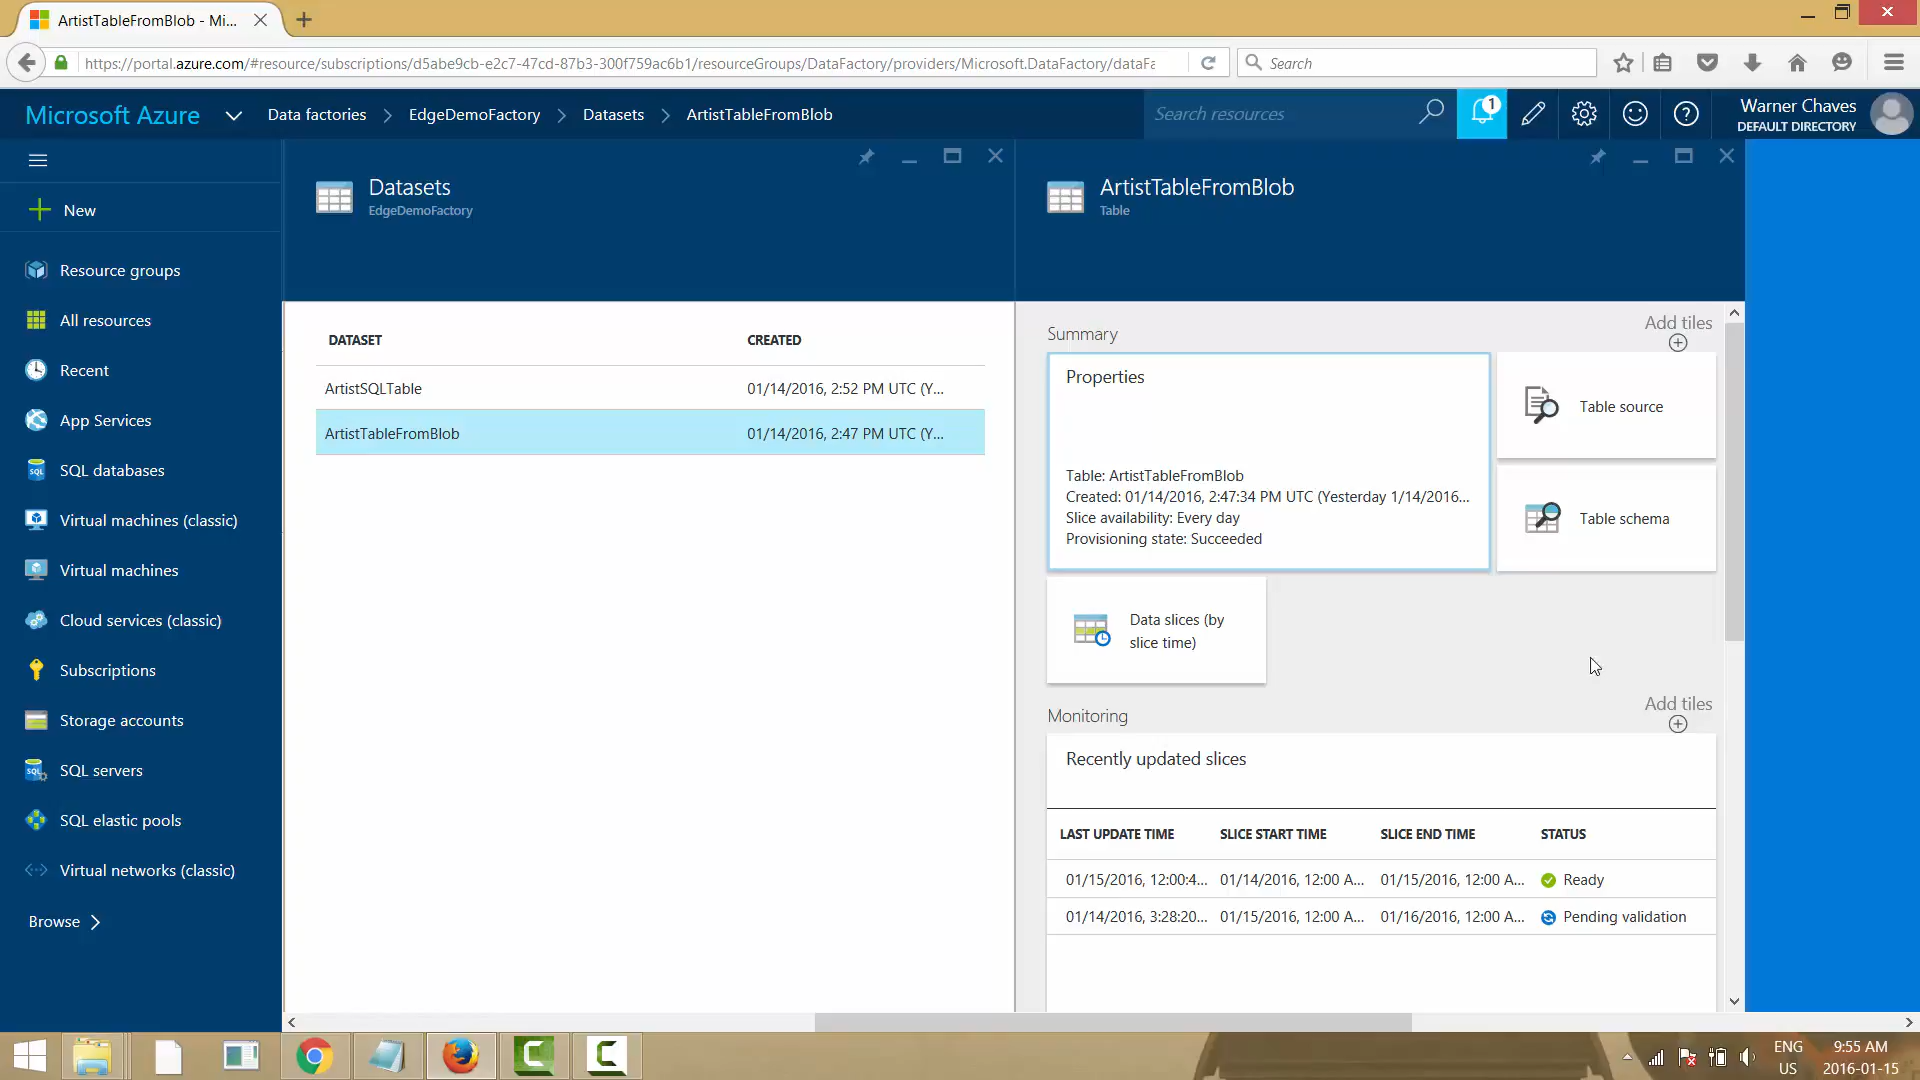 ArtistTableFromBlob - Mi...
https://portal.azure.com/#resource/subscriptions/d5abe9cb-e2c7-47cd-87b3-300f759ac6b1/resourceGroups/DataFactory/providers/Microsoft.DataFactory/dataFa
Search
Microsoft Azure
Data factories
EdgeDemoFactory
Datasets
ArtistTableFromBlob
Search resources
1
Warner Chaves
DEFAULT DIRECTORY
New
Resource groups
All resources
Recent
App Services
SQL databases
Virtual machines (classic)
Virtual machines
Cloud services (classic)
Subscriptions
Storage accounts
SQL servers
SQL elastic pools
Virtual networks (classic)
Browse
Datasets
EdgeDemoFactory
DATASET CREATED
ArtistSQLTable 01/14/2016, 2:52 PM UTC (Y...
ArtistTableFromBlob 01/14/2016, 2:47 PM UTC (Y...
ArtistTableFromBlob
Table
Summary
Add tiles
Properties
Table: ArtistTableFromBlob
Created: 01/14/2016, 2:47:34 PM UTC (Yesterday 1/14/2016...
Slice availability: Every day
Provisioning state: Succeeded
Table source
Table schema
Data slices (by
slice time)
Monitoring
Add tiles
Recently updated slices
LAST UPDATE TIME SLICE START TIME SLICE END TIME STATUS
01/15/2016, 12:00:4... 01/14/2016, 12:00 A... 01/15/2016, 12:00 A... Ready
01/14/2016, 3:28:20... 01/15/2016, 12:00 A... 01/16/2016, 12:00 A... Pending validation
ENG
US
9:55 AM
2016-01-15